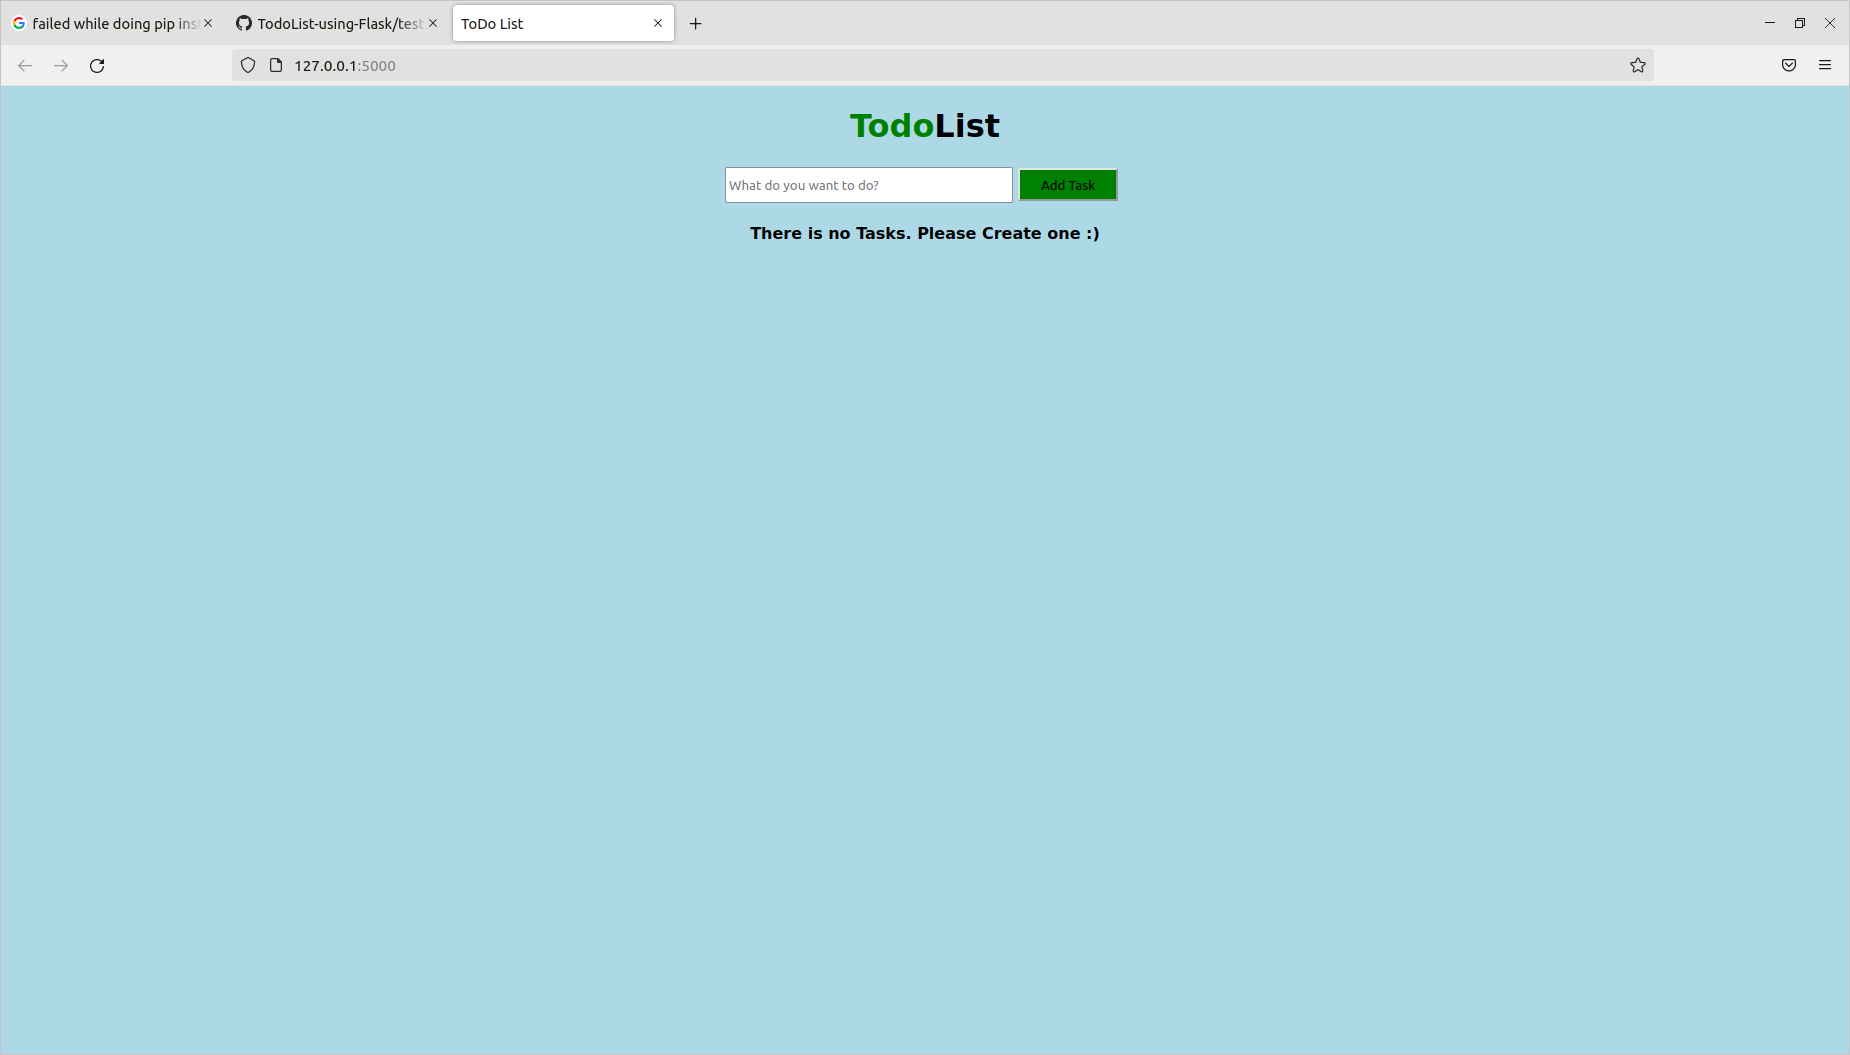 failed while doing pip ins
TodoList-using-Flask/test
ToDo List
127.0.0.1:5000
TodoList
What do you want to do?
Add Task
There is no Tasks. Please Create one :)